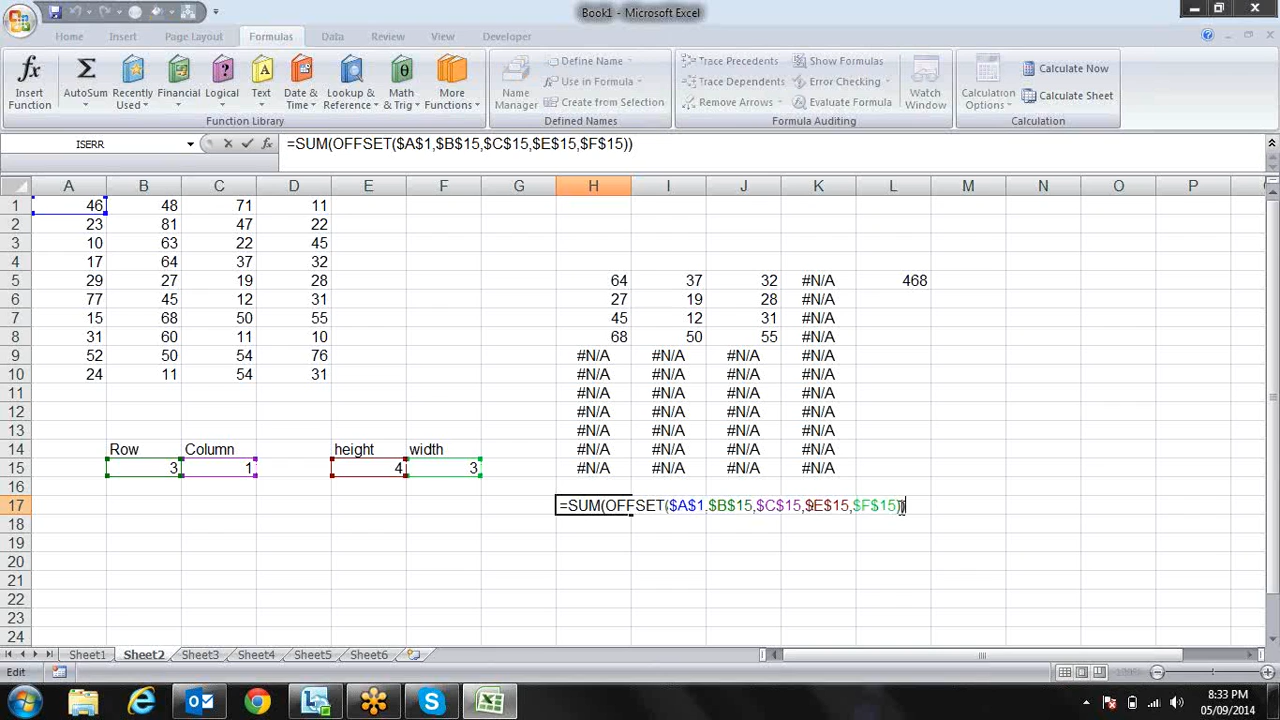 Book1 - Microsoft Excel
Home Insert Page Layout Formulas Data Review View Developer
Insert Function
AutoSum
Recently Used
Financial
Logical
Text
Date & Time
Lookup & Reference
Math & Trig
More Functions
Function Library
Name Manager
Define Name
Use in Formula
Create from Selection
Defined Names
Trace Precedents
Trace Dependents
Remove Arrows
Show Formulas
Error Checking
Evaluate Formula
Formula Auditing
Watch Window
Calculation Options
Calculate Now
Calculate Sheet
Calculation
ISERR =SUM(OFFSET($A$1,$B$15,$C$15,$E$15,$F$15))
A B C D E F G H I J K L M N O P
1 46 48 71 11
2 23 81 47 22
3 10 63 22 45
4 17 64 37 32
5 29 27 19 28 64 37 32 #N/A 468
6 77 45 12 31 27 19 28 #N/A
7 15 68 50 55 45 12 31 #N/A
8 31 60 11 10 68 50 55 #N/A
9 52 50 54 76 #N/A #N/A #N/A #N/A
10 24 11 54 31 #N/A #N/A #N/A #N/A
11 #N/A #N/A #N/A #N/A
12 #N/A #N/A #N/A #N/A
13 #N/A #N/A #N/A #N/A
14 Row Column height width #N/A #N/A #N/A #N/A
15 3 1 4 3 #N/A #N/A #N/A #N/A
16
17 =SUM(OFFSET($A$1,$B$15,$C$15,$E$15,$F$15))
18
19
20
21
22
23
24
Sheet1 Sheet2 Sheet3 Sheet4 Sheet5 Sheet6
Edit
8:33 PM
05/09/2014